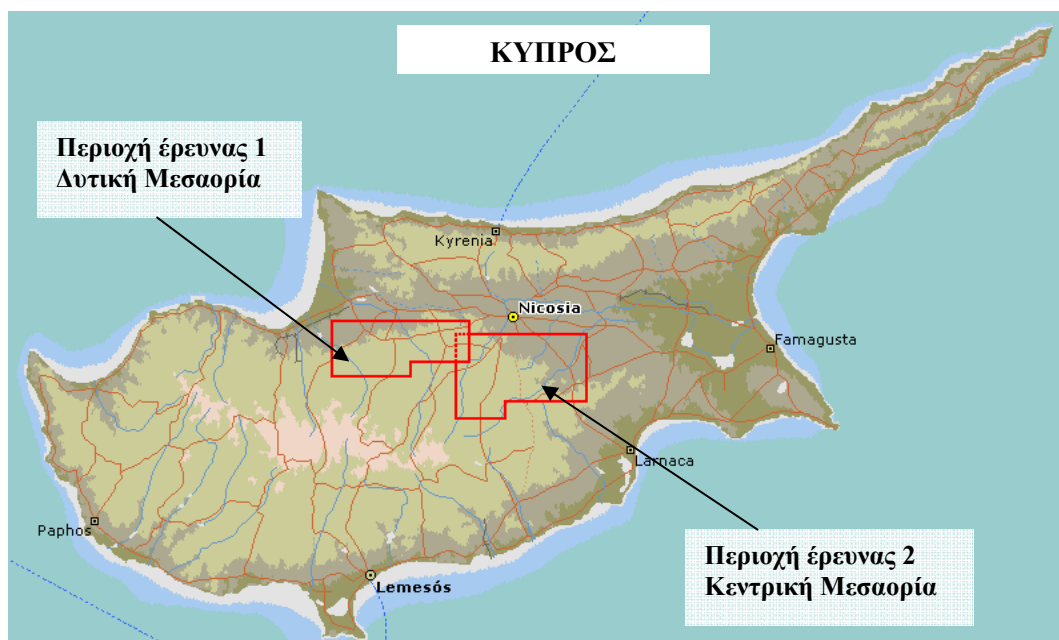 ΚΥΠΡΟΣ
Περιοχή έρευνας 1
Δυτική Μεσαορία
Kyrenia
Nicosia
Famagusta
Larnaca
Paphos
Lemesós
Περιοχή έρευνας 2
Κεντρική Μεσαορία